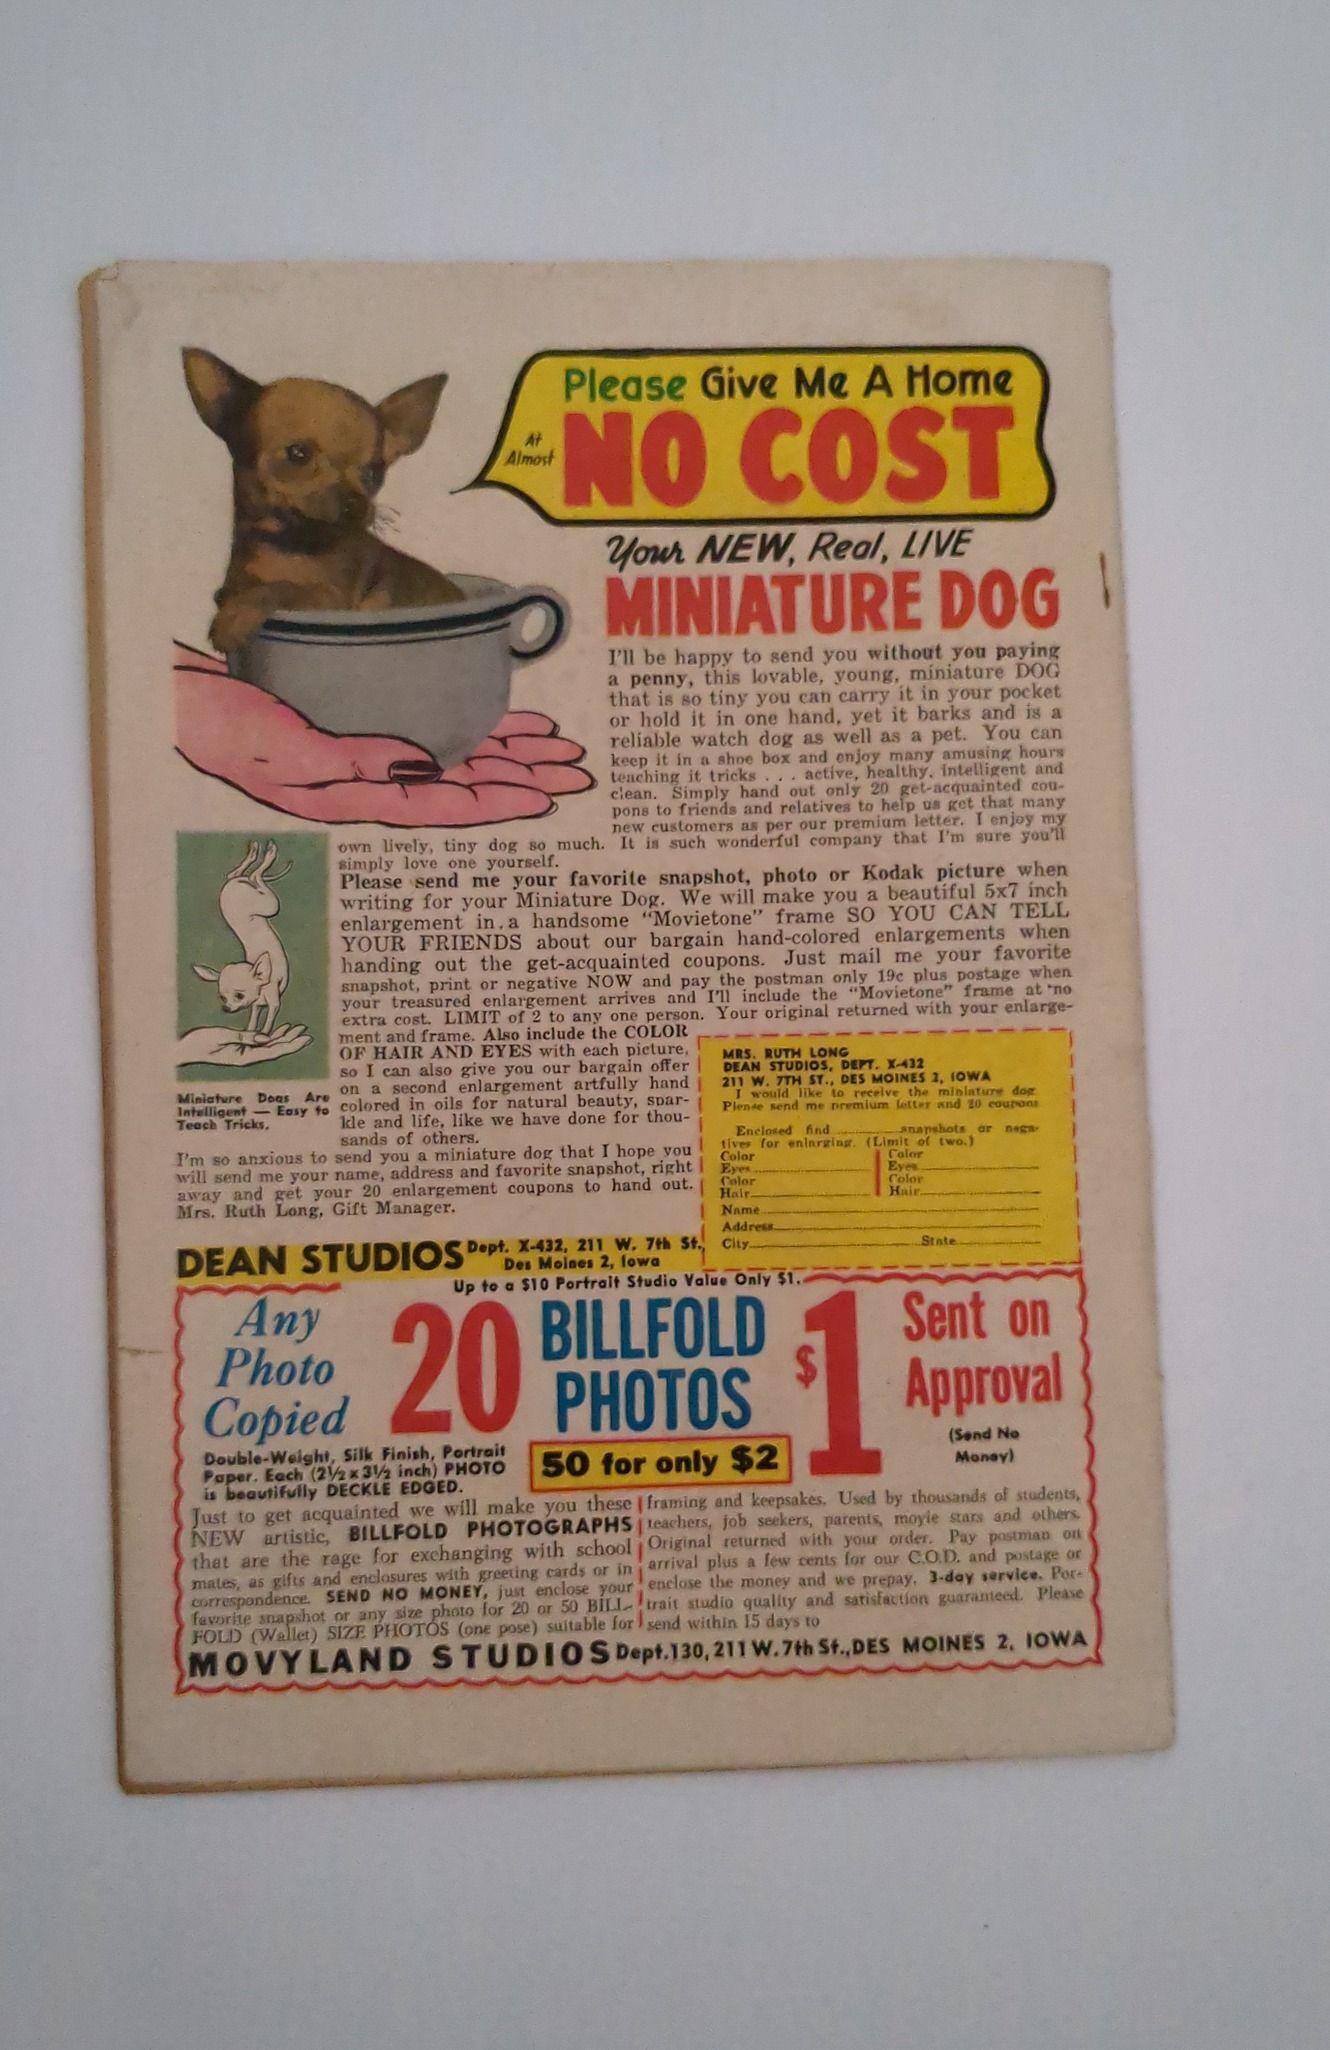 Please Give Me A Home
At
Almost
NO COST
Your NEW, Real, LIVE
MINIATURE DOG
I'll be happy to send you without you paying
a penny, this lovable, young, miniature DOG
that is so tiny you can carry it in your pocket
or hold it in one hand, yet it barks and is a
reliable watch dog as well as a pet. You can
keep it in a shoe box and enjoy many amusing hours
teaching it tricks . . . active, healthy, intelligent and
clean. Simply hand out only 20 get-acquainted cou-
pons to friends and relatives to help us get that many
new customers as per our premium letter. I enjoy my
own lively, tiny dog so much. It is such wonderful company that I'm sure you'll
simply love one yourself.
Please send me your favorite snapshot, photo or Kodak picture when
writing for your Miniature Dog. We will make you a beautiful 5x7 inch
enlargement in a handsome "Movietone" frame SO YOU CAN TELL
YOUR FRIENDS about our bargain hand-colored enlargements when
handing out the get-acquainted coupons. Just mail me your favorite
snapshot, print or negative NOW and pay the postman only 19c plus postage when
your treasured enlargement arrives and I'll include the "Movietone" frame at no
extra cost. LIMIT of 2 to any one person. Your original returned with your enlarge-
ment and frame. Also include the COLOR
OF HAIR AND EYES with each picture,
so I can also give you our bargain offer
on a second enlargement artfully hand
colored in oils for natural beauty, spar-
kle and life, like we have done for thou-
sands of others.
Miniature Dogs Are
Intelligent — Easy to
Teach Tricks.
I'm so anxious to send you a miniature dog that I hope you
will send me your name, address and favorite snapshot, right
away and get your 20 enlargement coupons to hand out.
Mrs. Ruth Long, Gift Manager.
DEAN STUDIOS Dept. X-432, 211 W. 7th St.,
Des Moines 2, Iowa
MRS. RUTH LONG
DEAN STUDIOS, DEPT. X-432
211 W. 7TH ST., DES MOINES 2, IOWA
I would like to receive the miniature dog
Please send me premium letter and 20 coupons
Enclosed find ............ snapshots or nega-
tives for enlarging. (Limit of two.)
Color Color
Eyes Eyes
Color Color
Hair Hair
Name
Address
City State
Up to a $10 Portrait Studio Value Only $1.
Any
Photo
Copied
20
BILLFOLD
PHOTOS
$1
Sent on
Approval
(Send No
Money)
50 for only $2
Double-Weight, Silk Finish, Portrait
Paper. Each (2½ x 3½ inch) PHOTO
is beautifully DECKLE EDGED.
Just to get acquainted we will make you these
NEW artistic, BILLFOLD PHOTOGRAPHS
that are the rage for exchanging with school
mates, as gifts and enclosures with greeting cards or in
correspondence. SEND NO MONEY, just enclose your
favorite snapshot or any size photo for 20 or 50 BILL-
FOLD (Wallet) SIZE PHOTOS (one pose) suitable for
framing and keepsakes. Used by thousands of students,
teachers, job seekers, parents, movie stars and others.
Original returned with your order. Pay postman on
arrival plus a few cents for our C.O.D. and postage or
enclose the money and we prepay. 3-day service. Por-
trait studio quality and satisfaction guaranteed. Please
send within 15 days to
MOVYLAND STUDIOS Dept.130, 211 W. 7th St., DES MOINES 2, IOWA